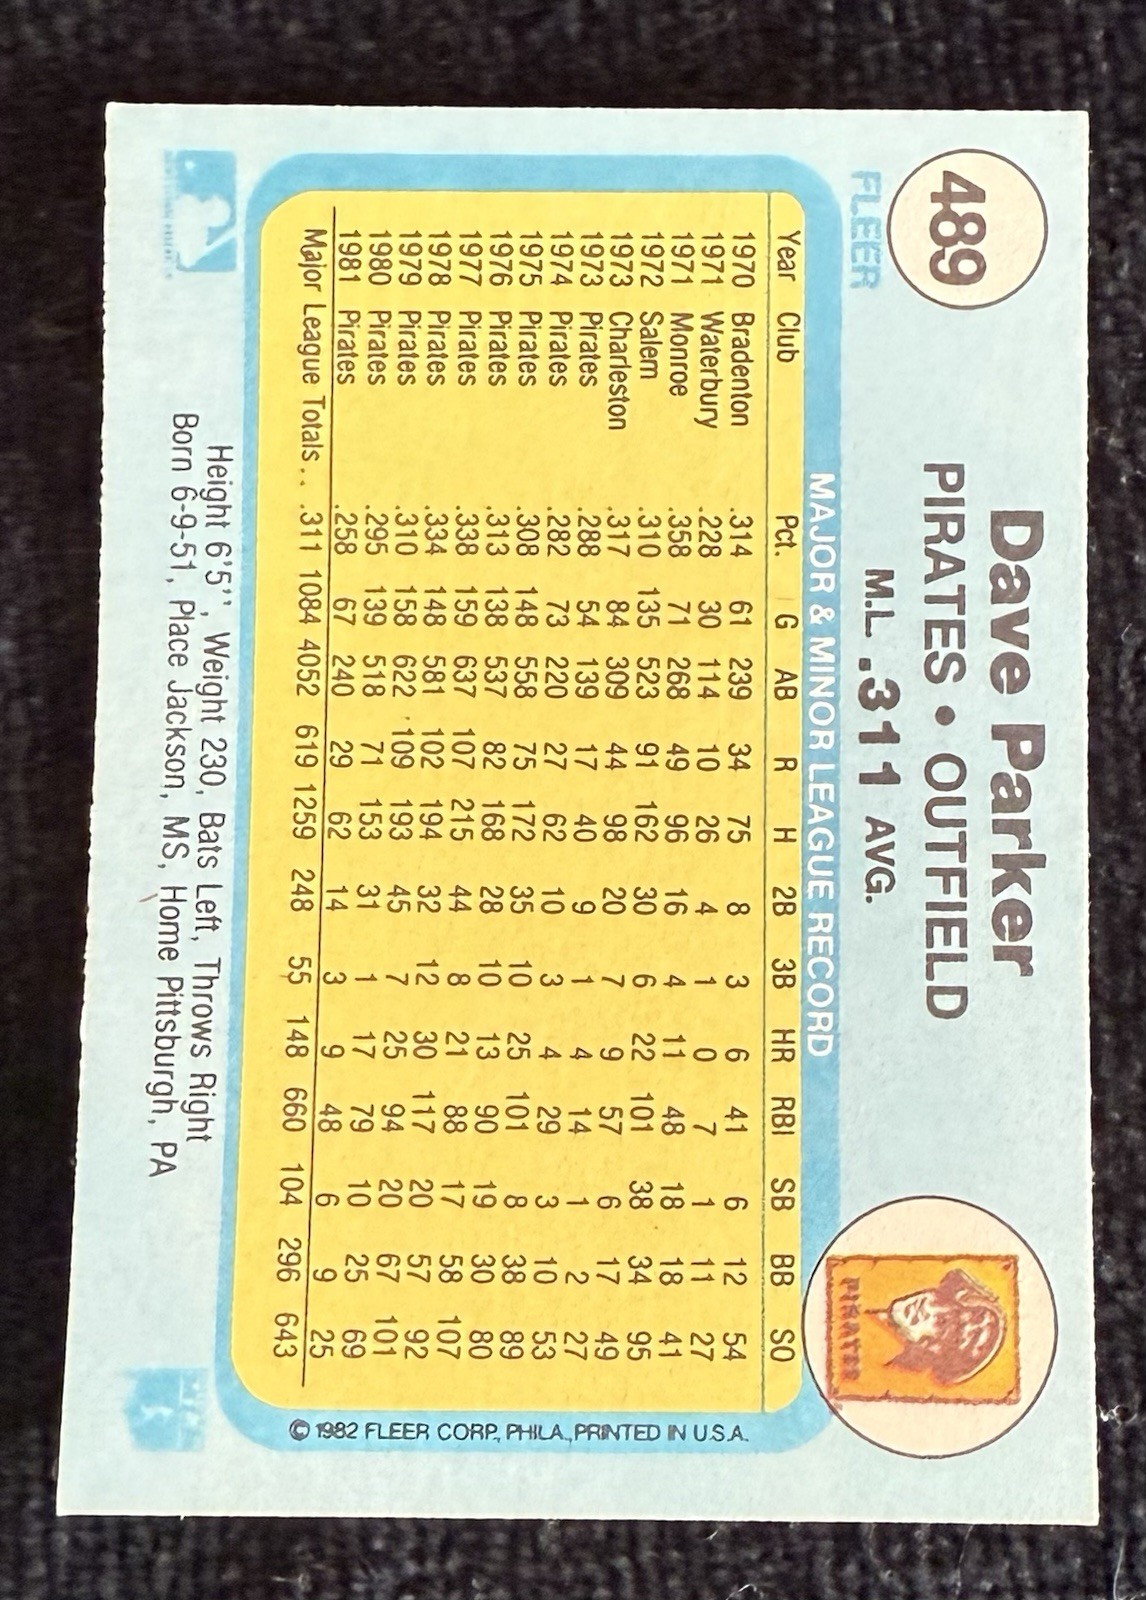 489
FLEER
Dave Parker
PIRATES • OUTFIELD
M.L. .311 AVG.
PIRATES
MAJOR & MINOR LEAGUE RECORD
Year Club Pct. G AB R H 2B 3B HR RBI SB BB SO
1970 Bradenton .314 61 239 34 75 8 3 6 41 6 12 54
1971 Waterbury .228 30 114 10 26 4 1 0 7 1 11 27
1971 Monroe .358 71 268 49 96 16 4 11 48 18 18 41
1972 Salem .310 135 523 91 162 30 6 22 101 38 34 95
1973 Charleston .317 84 309 44 98 20 7 9 57 6 17 49
1973 Pirates .288 54 139 17 40 9 1 4 14 1 2 27
1974 Pirates .282 73 220 27 62 10 3 4 29 3 10 53
1975 Pirates .308 148 558 75 172 35 10 25 101 8 38 89
1976 Pirates .313 138 537 82 168 28 10 13 90 19 30 80
1977 Pirates .338 159 637 107 215 44 8 21 88 17 58 107
1978 Pirates .334 148 581 102 194 32 12 30 117 20 57 92
1979 Pirates .310 158 622 109 193 45 7 25 94 20 67 101
1980 Pirates .295 139 518 71 153 31 1 17 79 10 25 69
1981 Pirates .258 67 240 29 62 14 3 9 48 6 9 25
Major League Totals . . .311 1084 4052 619 1259 248 55 148 660 104 296 643
© 1982 FLEER CORP., PHILA., PRINTED IN U.S.A.
Height 6'5", Weight 230, Bats Left, Throws Right
Born 6-9-51, Place Jackson, MS, Home Pittsburgh, PA